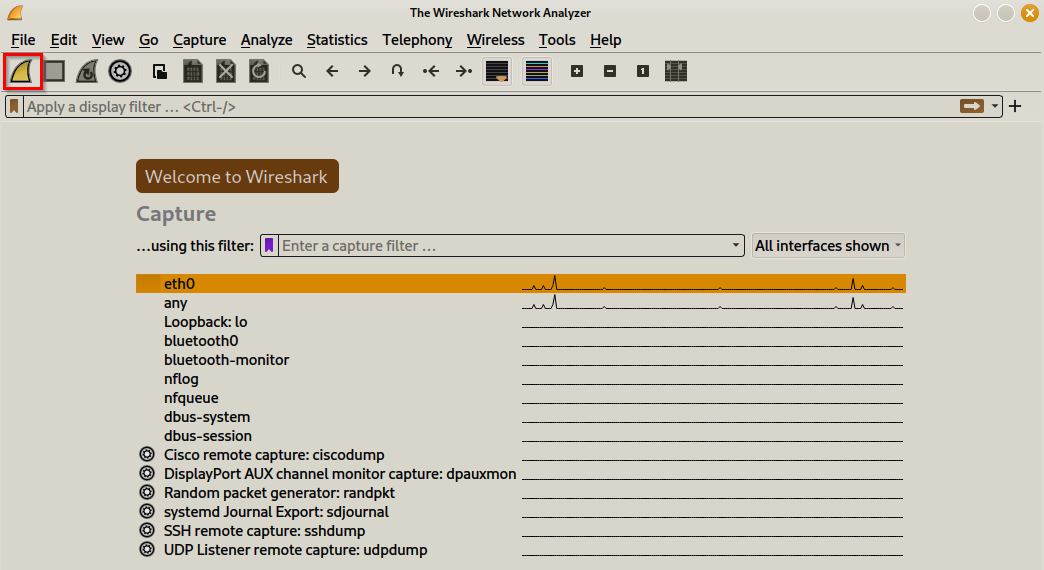 The Wireshark Network Analyzer
File Edit View Go Capture Analyze Statistics Telephony Wireless Tools Help
1
Apply a display filter … <Ctrl-/>
Welcome to Wireshark
Capture
…using this filter: Enter a capture filter … All interfaces shown
eth0
any
Loopback: lo
bluetooth0
bluetooth-monitor
nflog
nfqueue
dbus-system
dbus-session
Cisco remote capture: ciscodump
DisplayPort AUX channel monitor capture: dpauxmon
Random packet generator: randpkt
systemd Journal Export: sdjournal
SSH remote capture: sshdump
UDP Listener remote capture: udpdump